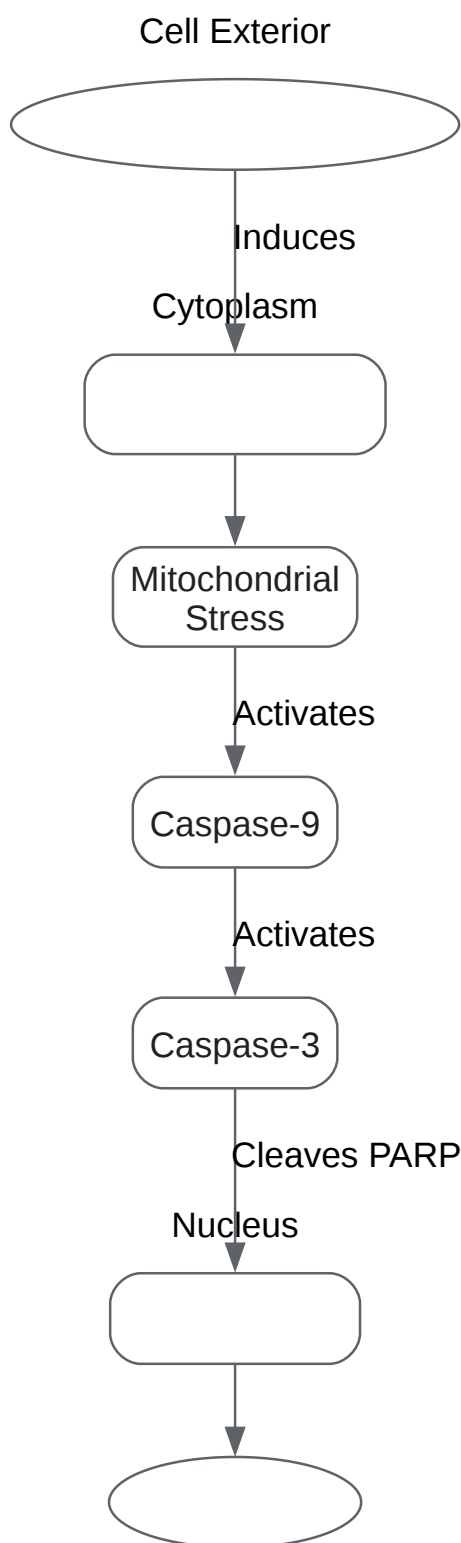 Cell Exterior
Induces
Cytoplasm
Mitochondrial
Stress
Activates
Caspase-9
Activates
Caspase-3
Cleaves PARP
Nucleus